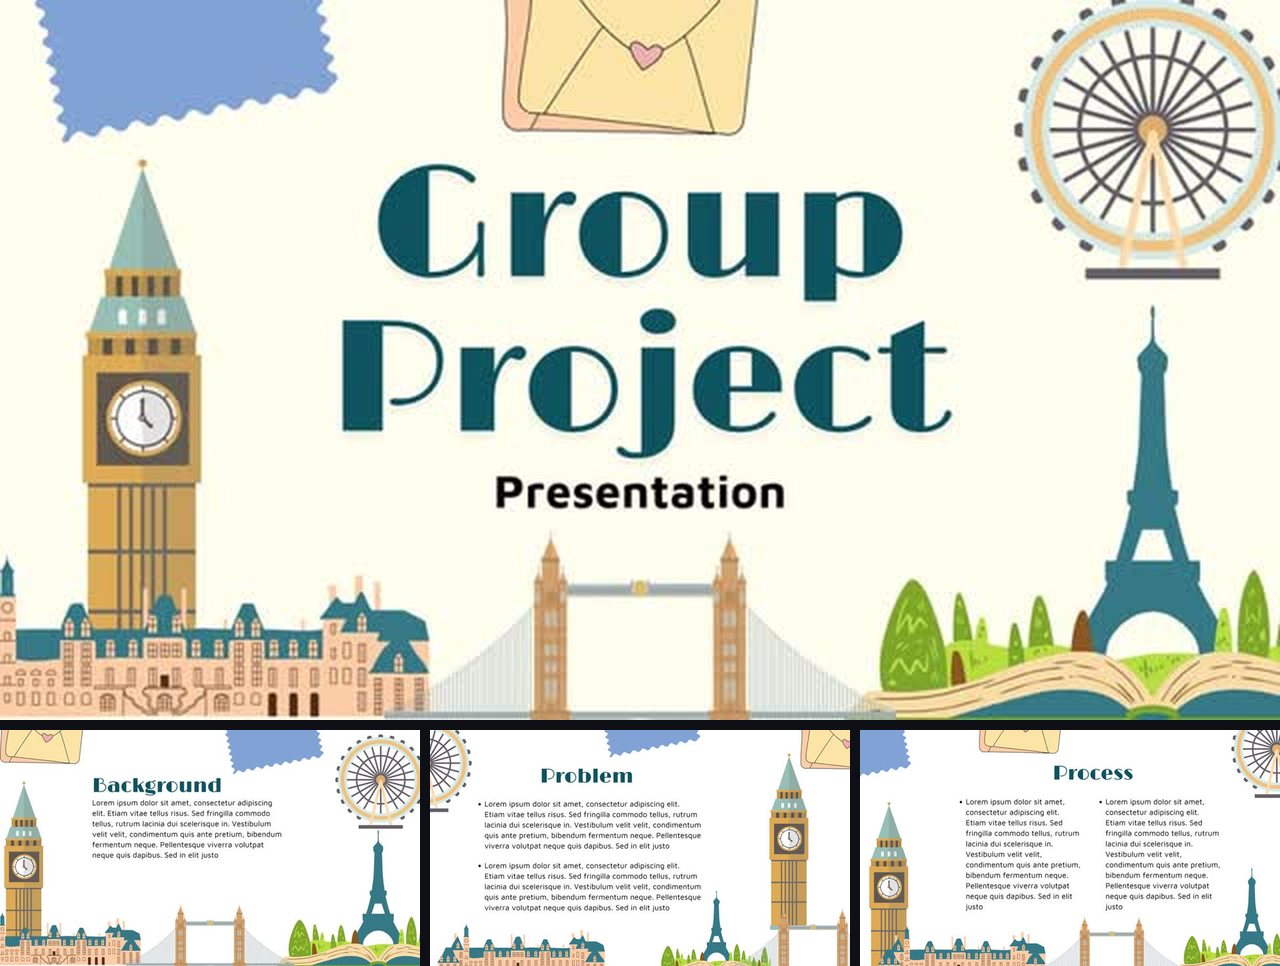 Group
Project
Presentation
Background
Lorem ipsum dolor sit amet, consectetur adipiscing
elit. Etiam vitae tellus risus. Sed fringilla commodo
tellus, rutrum lacinia dui scelerisque in. Vestibulum
velit velit, condimentum quis ante pretium, bibendum
fermentum neque. Pellentesque viverra volutpat
neque quis dapibus. Sed in elit justo
Problem
• Lorem ipsum dolor sit amet, consectetur adipiscing elit.
Etiam vitae tellus risus. Sed fringilla commodo tellus, rutrum
lacinia dui scelerisque in. Vestibulum velit velit, condimentum
quis ante pretium, bibendum fermentum neque. Pellentesque
viverra volutpat neque quis dapibus. Sed in elit justo
• Lorem ipsum dolor sit amet, consectetur adipiscing elit.
Etiam vitae tellus risus. Sed fringilla commodo tellus, rutrum
lacinia dui scelerisque in. Vestibulum velit velit, condimentum
quis ante pretium, bibendum fermentum neque. Pellentesque
viverra volutpat neque quis dapibus. Sed in elit justo
Process
• Lorem ipsum dolor sit amet,
consectetur adipiscing elit.
Etiam vitae tellus risus. Sed
fringilla commodo tellus, rutrum
lacinia dui scelerisque in.
Vestibulum velit velit,
condimentum quis ante pretium,
bibendum fermentum neque.
Pellentesque viverra volutpat
neque quis dapibus. Sed in elit
justo
• Lorem ipsum dolor sit amet,
consectetur adipiscing elit.
Etiam vitae tellus risus. Sed
fringilla commodo tellus, rutrum
lacinia dui scelerisque in.
Vestibulum velit velit,
condimentum quis ante pretium,
bibendum fermentum neque.
Pellentesque viverra volutpat
neque quis dapibus. Sed in elit
justo